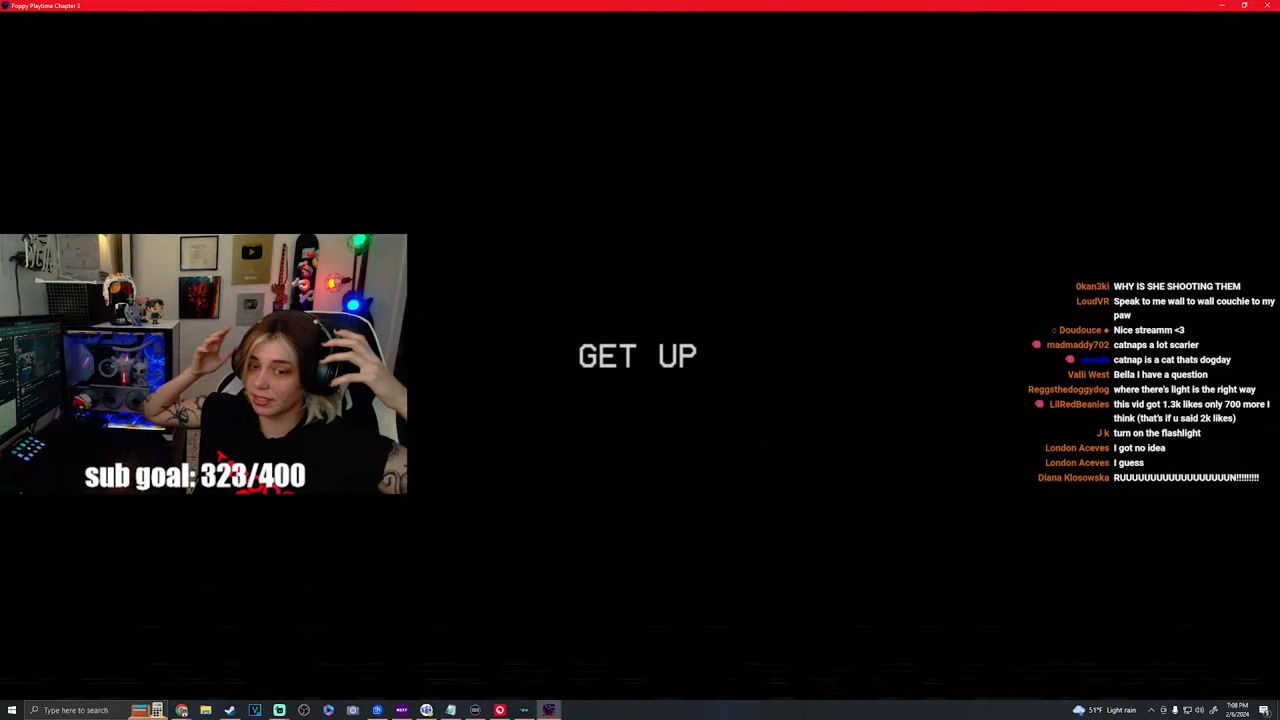 Poppy Playtime Chapter 3
GET UP
sub goal: 323/400
0kan3ki WHY IS SHE SHOOTING THEM
LoudVR Speak to me wall to wall couchie to my
paw
Doudouce Nice streamm <3
madmaddy702 catnaps a lot scarier
catnap is a cat thats dogday
Valli West Bella I have a question
Reggsthedoggydog where there's light is the right way
LilRedBeanies this vid got 1.3k likes only 700 more I
think (that's if u said 2k likes)
J k turn on the flashlight
London Aceves I got no idea
London Aceves I guess
Diana Klosowska RUUUUUUUUUUUUUUUUUN!!!!!!!!!
Type here to search
NEXT
51°F Light rain
7:08 PM
2/6/2024